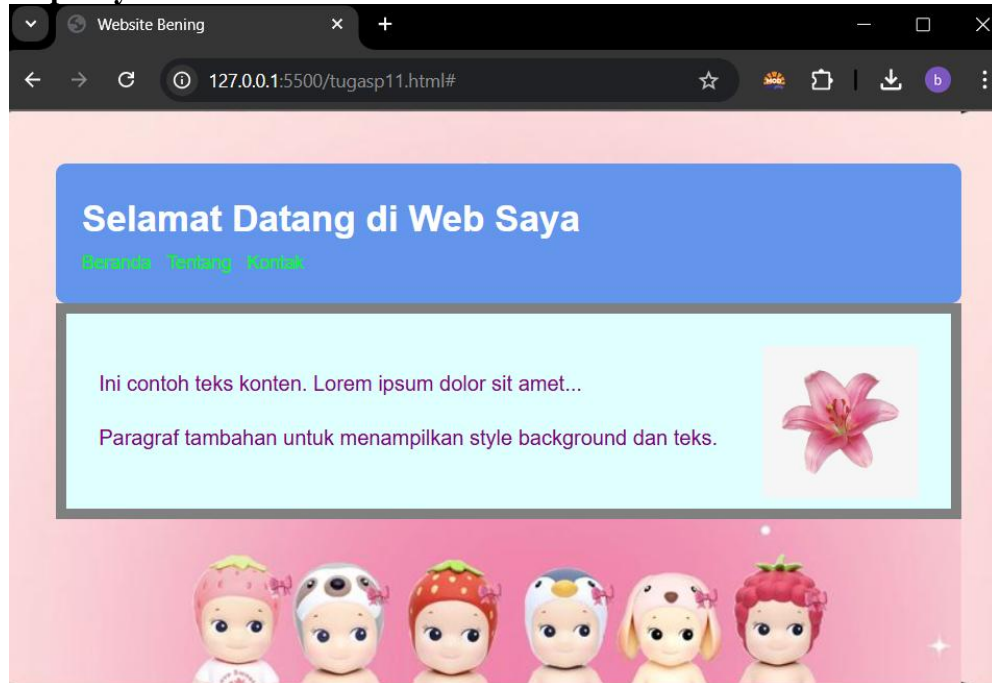 Website Bening
127.0.0.1:5500/tugasp11.html#
MOD
b
Selamat Datang di Web Saya
Beranda Tentang Kontak
Ini contoh teks konten. Lorem ipsum dolor sit amet...
Paragraf tambahan untuk menampilkan style background dan teks.